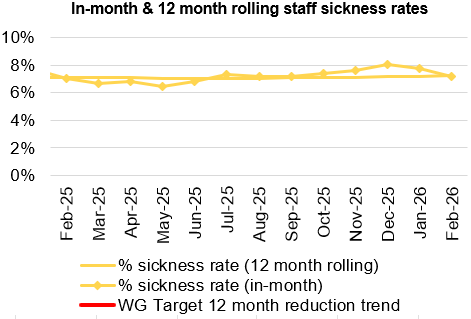 In-month & 12 month rolling staff sickness rates
10%
8%
6%
4%
2%
0%
Feb-25
Mar-25
Apr-25
May-25
Jun-25
Jul-25
Aug-25
Sep-25
Oct-25
Nov-25
Dec-25
Jan-26
Feb-26
% sickness rate (12 month rolling)
% sickness rate (in-month)
WG Target 12 month reduction trend